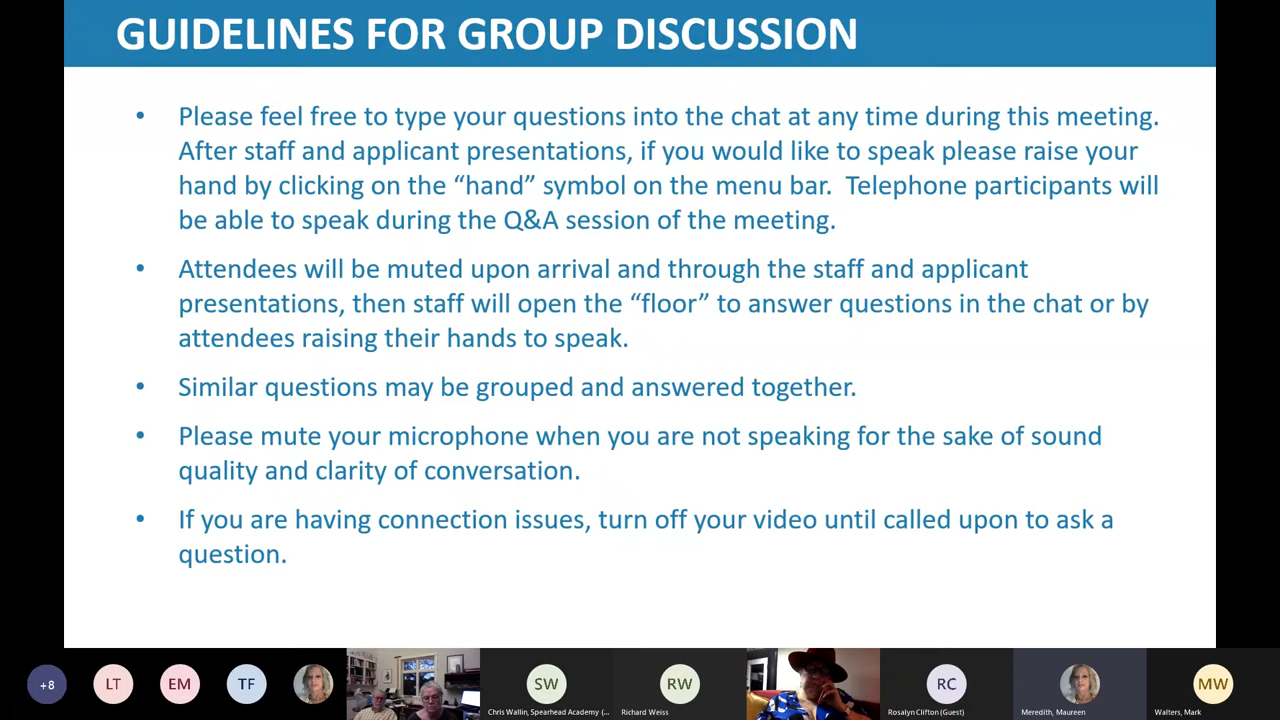 GUIDELINES FOR GROUP DISCUSSION
• Please feel free to type your questions into the chat at any time during this meeting.
After staff and applicant presentations, if you would like to speak please raise your
hand by clicking on the “hand” symbol on the menu bar.  Telephone participants will
be able to speak during the Q&A session of the meeting.
• Attendees will be muted upon arrival and through the staff and applicant
presentations, then staff will open the “floor” to answer questions in the chat or by
attendees raising their hands to speak.
• Similar questions may be grouped and answered together.
• Please mute your microphone when you are not speaking for the sake of sound
quality and clarity of conversation.
• If you are having connection issues, turn off your video until called upon to ask a
question.
+8 LT EM TF SW RW RC MW
Chris Wallin, Spearhead Academy (... Richard Weiss Rosalyn Clifton (Guest) Meredith, Maureen Walters, Mark